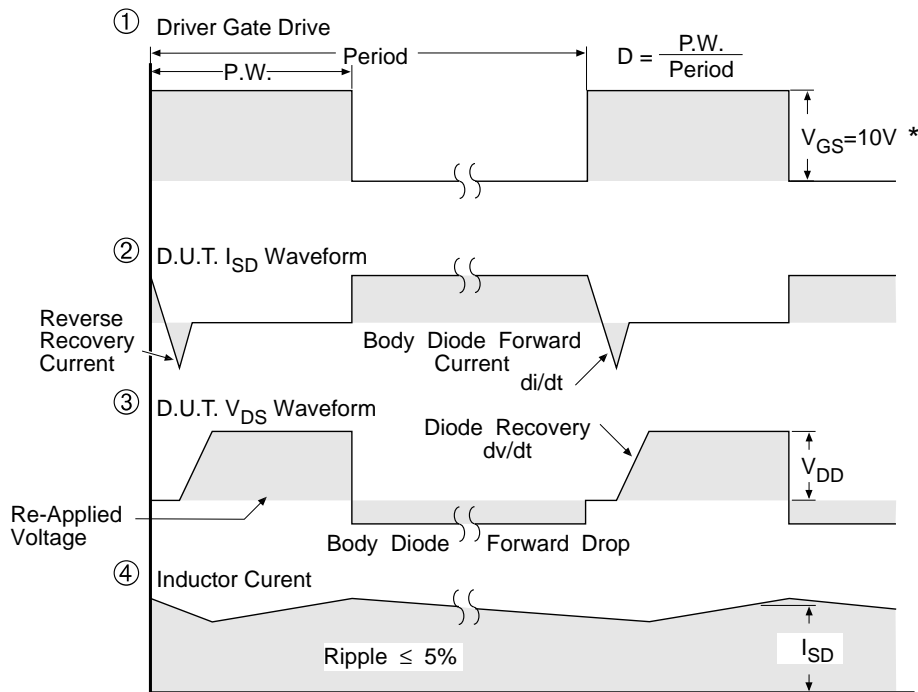 ① Driver Gate Drive
Period
P.W.
D = P.W. / Period
VGS=10V *
② D.U.T. ISD Waveform
Reverse
Recovery
Current
Body Diode Forward
Current
di/dt
③ D.U.T. VDS Waveform
Diode Recovery
dv/dt
VDD
Re-Applied
Voltage
Body Diode Forward Drop
④ Inductor Curent
Ripple ≤ 5%
ISD